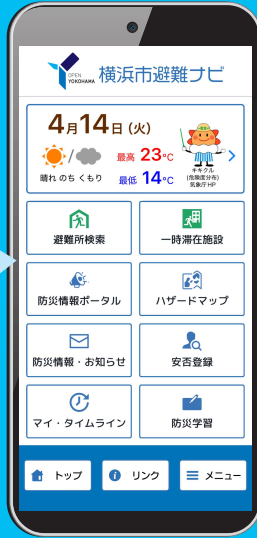 OPEN
YOKOHAMA
横浜市避難ナビ
4月14日（火）
晴れ のち くもり
最高 23℃
最低 14℃
キキクル
(危険度分布)
気象庁HP
避難所検索
一時滞在施設
防災情報ポータル
ハザードマップ
防災情報・お知らせ
安否登録
マイ・タイムライン
防災学習
トップ
リンク
メニュー